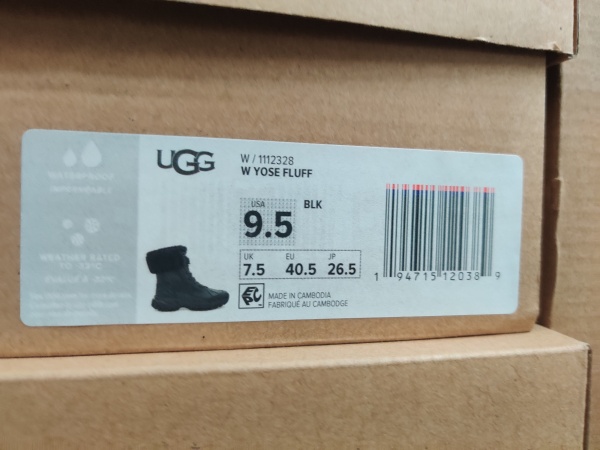 WATERPROOF
IMPERMÉABLE
WEATHER RATED
UGG
W / 1112328
W YOSE FLUFF
USA
9.5
BLK
UK EU JP
7.5 40.5 26.5
MADE IN CAMBODIA
FABRIQUÉ AU CAMBODGE
1 94715 12038 9